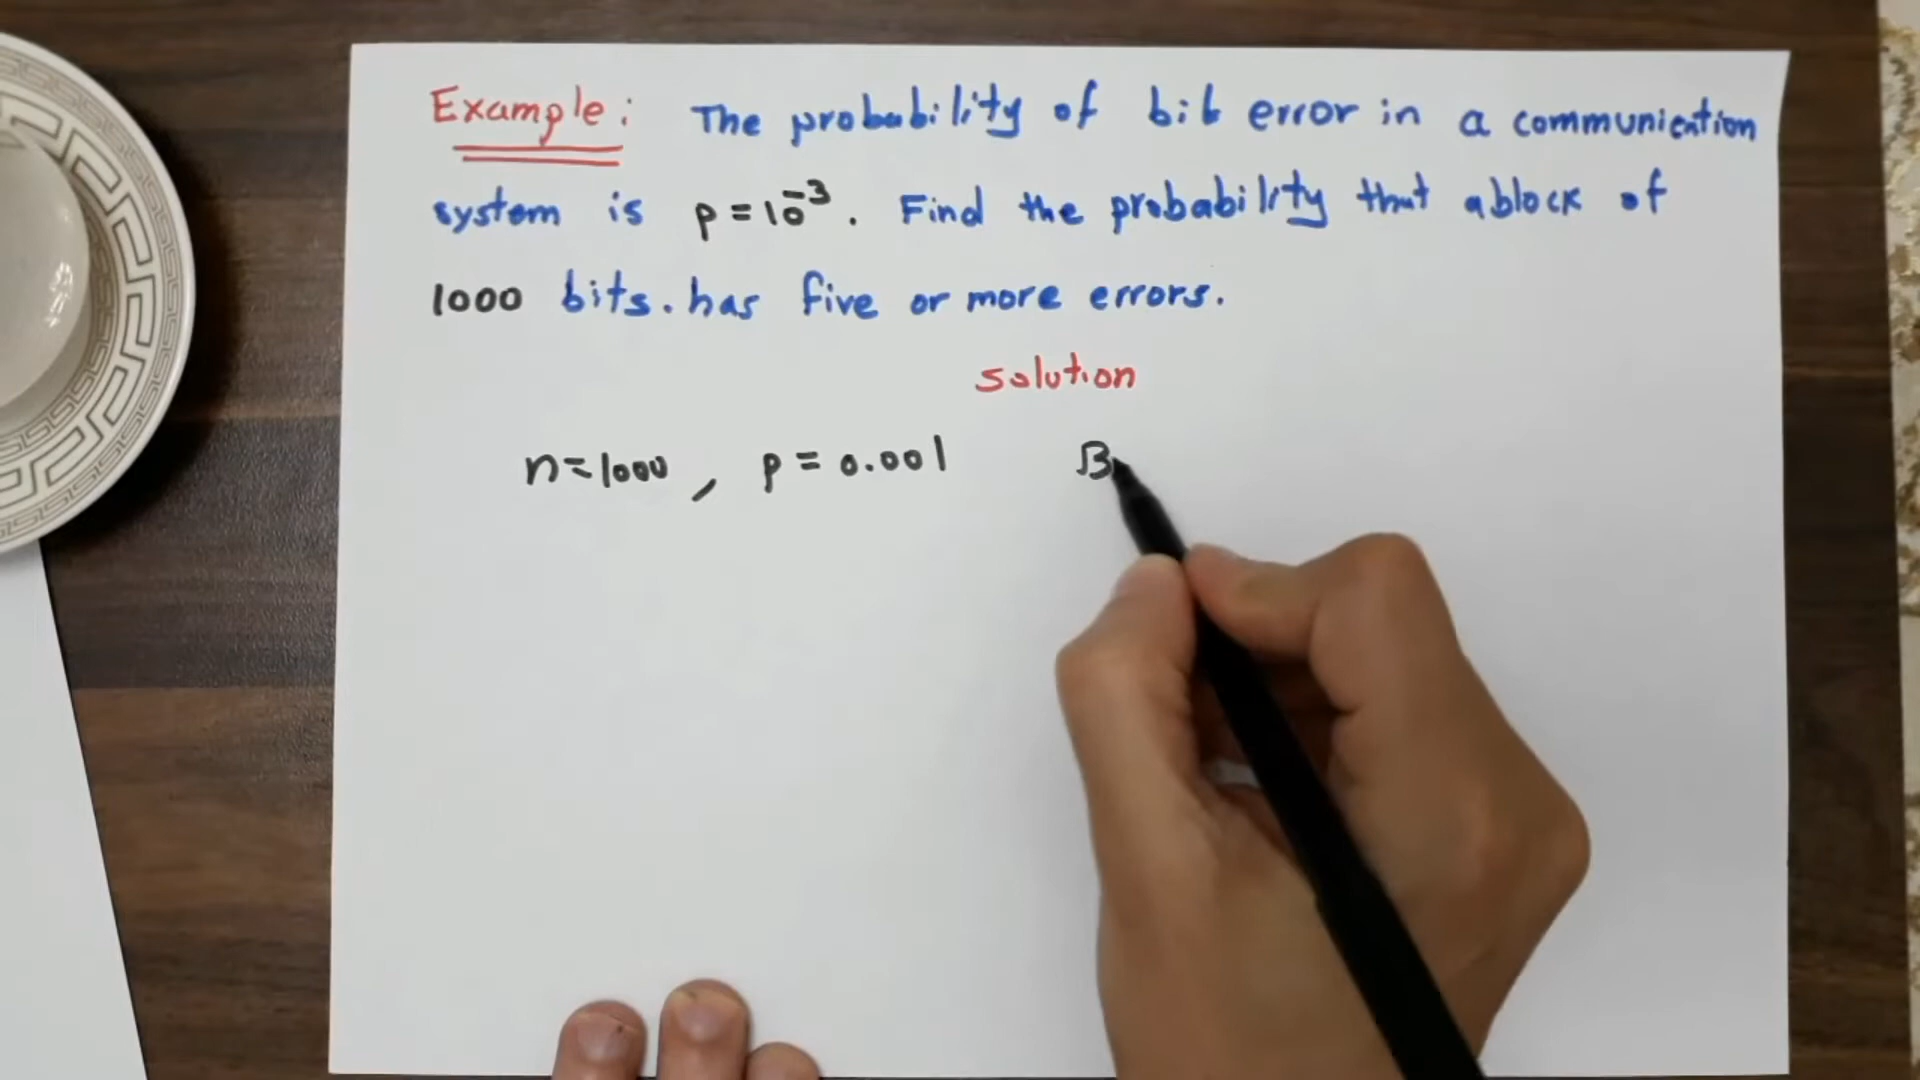 Example: The probability of bit error in a communication
system is p = 10⁻³. Find the probability that a block of
1000 bits. has five or more errors.
solution
n = 1000 , p = 0.001 B